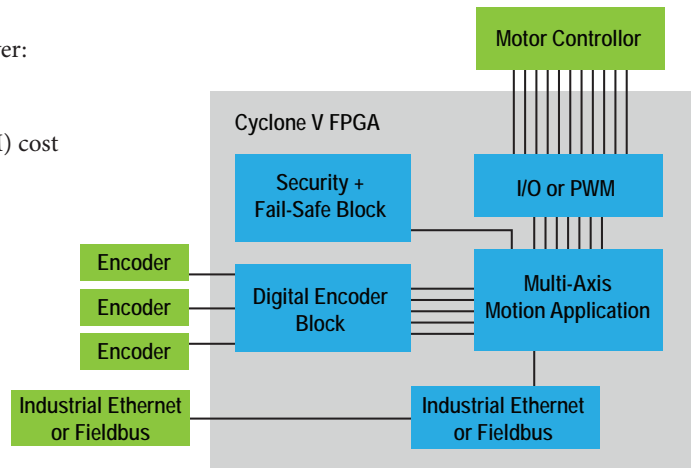 er:
) cost
Motor Controllor
Cyclone V FPGA
Security +
Fail-Safe Block
I/O or PWM
Encoder
Encoder
Encoder
Digital Encoder
Block
Multi-Axis
Motion Application
Industrial Ethernet
or Fieldbus
Industrial Ethernet
or Fieldbus